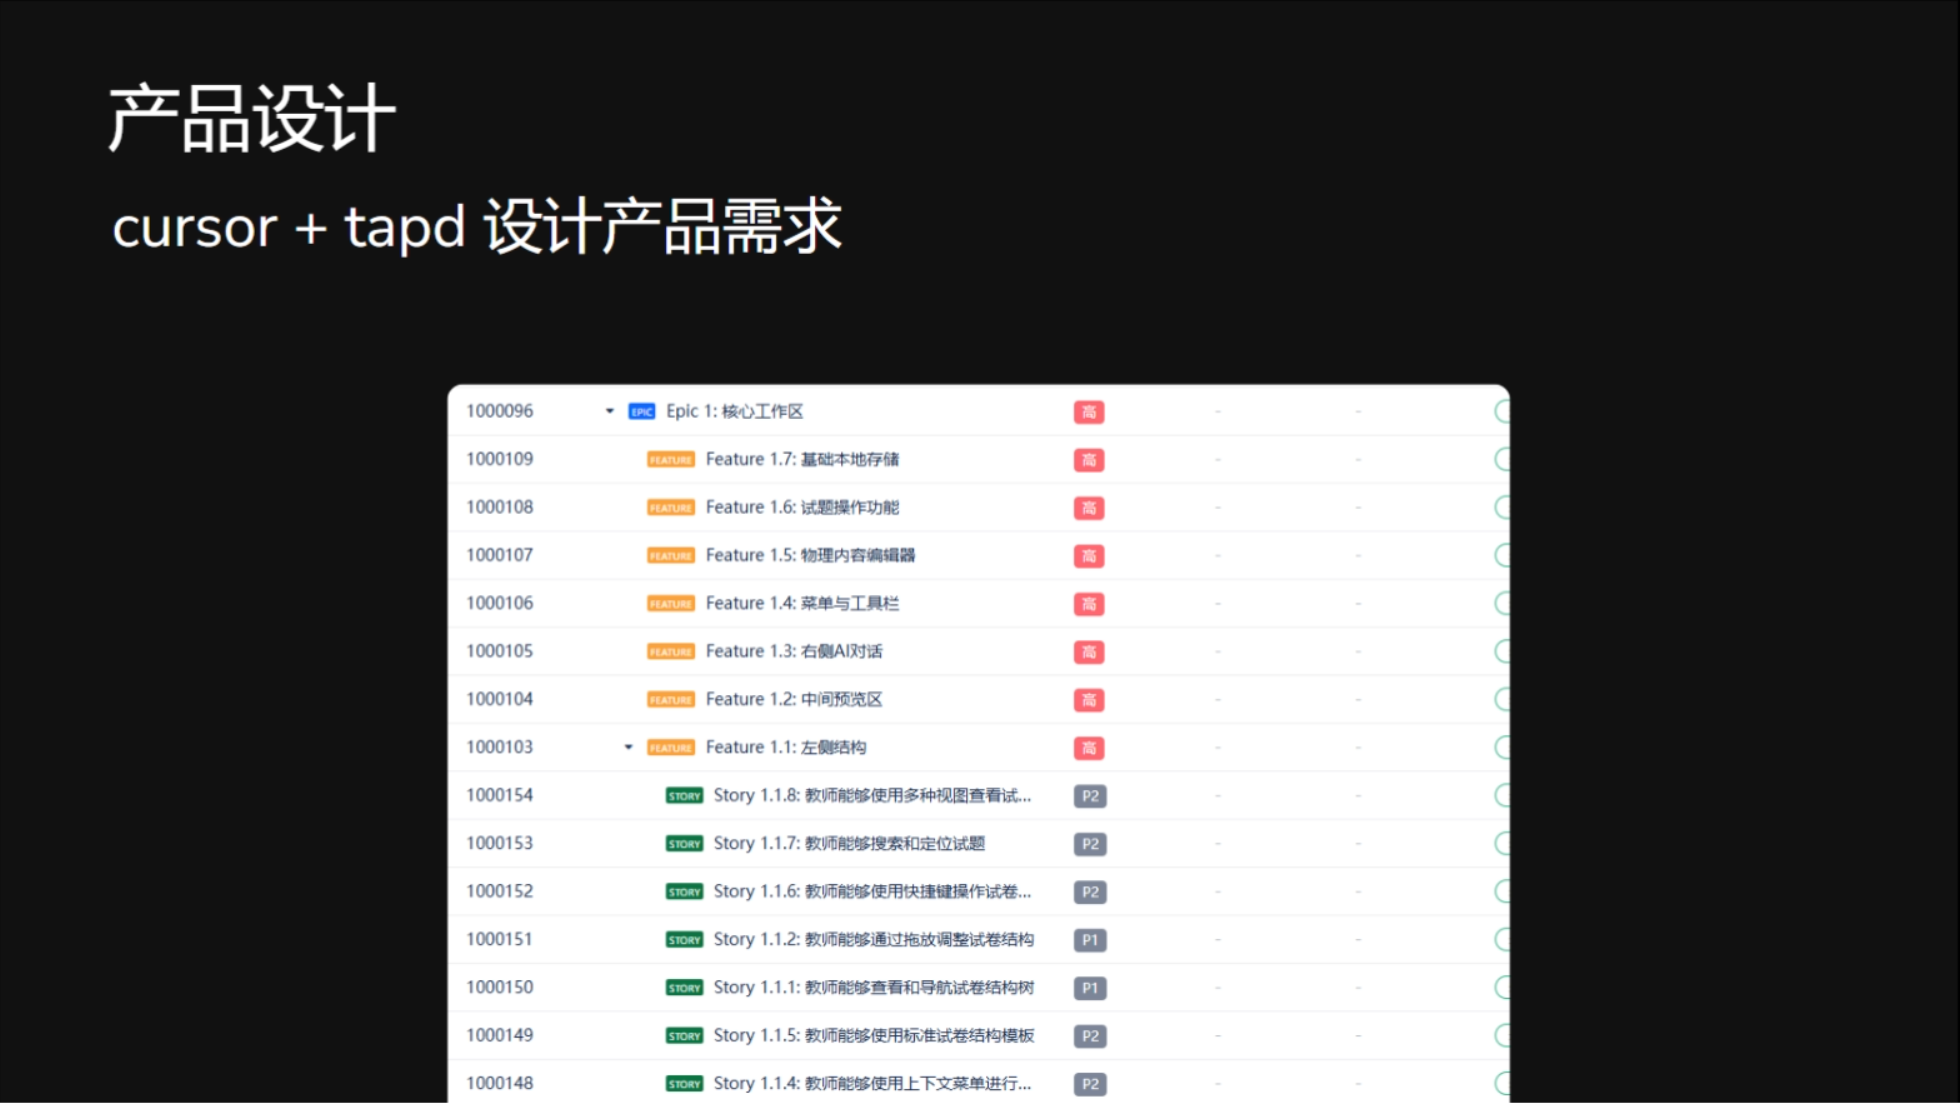 产品设计
cursor + tapd 设计产品需求
1000096 EPIC Epic 1: 核心工作区 高 - -
1000109 FEATURE Feature 1.7: 基础本地存储 高 - -
1000108 FEATURE Feature 1.6: 试题操作功能 高 - -
1000107 FEATURE Feature 1.5: 物理内容编辑器 高 - -
1000106 FEATURE Feature 1.4: 菜单与工具栏 高 - -
1000105 FEATURE Feature 1.3: 右侧AI对话 高 - -
1000104 FEATURE Feature 1.2: 中间预览区 高 - -
1000103 FEATURE Feature 1.1: 左侧结构 高 - -
1000154 STORY Story 1.1.8: 教师能够使用多种视图查看试... P2 - -
1000153 STORY Story 1.1.7: 教师能够搜索和定位试题 P2 - -
1000152 STORY Story 1.1.6: 教师能够使用快捷键操作试卷... P2 - -
1000151 STORY Story 1.1.2: 教师能够通过拖放调整试卷结构 P1 - -
1000150 STORY Story 1.1.1: 教师能够查看和导航试卷结构树 P1 - -
1000149 STORY Story 1.1.5: 教师能够使用标准试卷结构模板 P2 - -
1000148 STORY Story 1.1.4: 教师能够使用上下文菜单进行... P2 - -